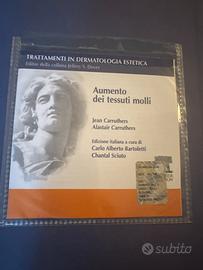 TRATTAMENTI IN DERMATOLOGIA ESTETICA
Editor della collana Jeffrey S. Dover
Aumento
dei tessuti molli
Jean Carruthers
Alastair Carruthers
Edizione italiana a cura di
Carlo Alberto Bartoletti
Chantal Sciuto
subito